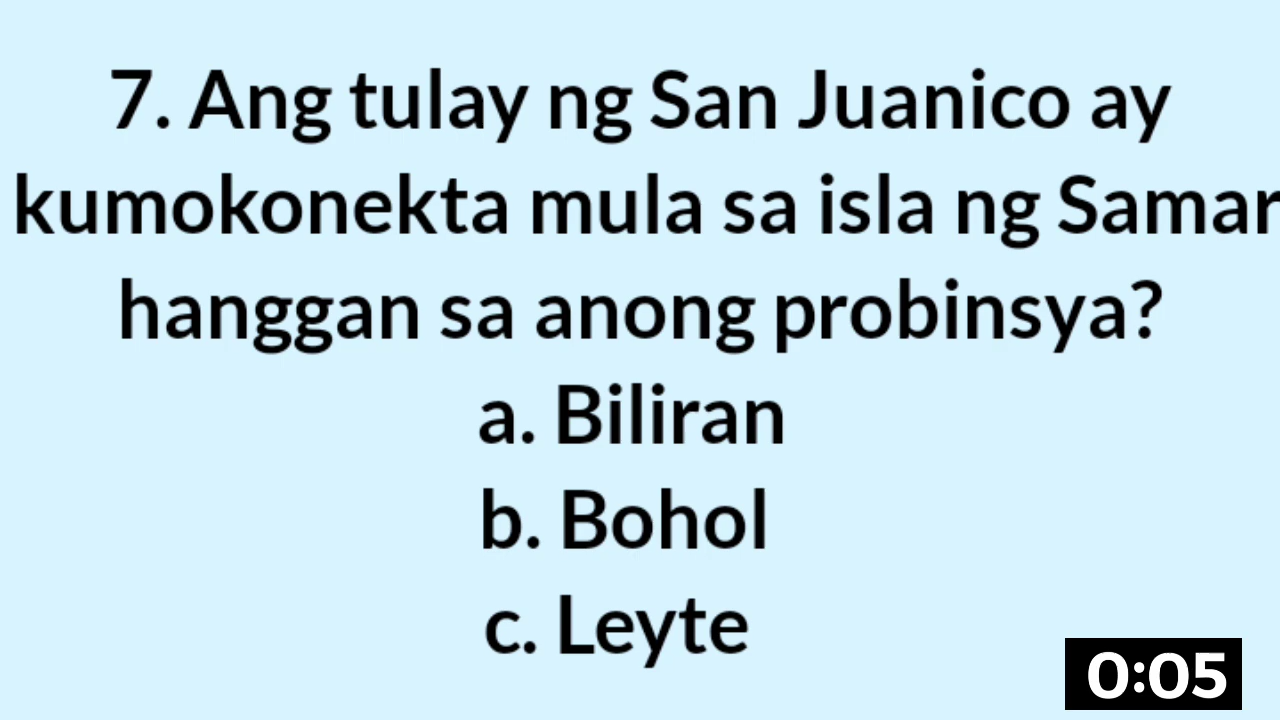 7. Ang tulay ng San Juanico ay
kumokonekta mula sa isla ng Samar
hanggan sa anong probinsya?
a. Biliran
b. Bohol
c. Leyte
0:05